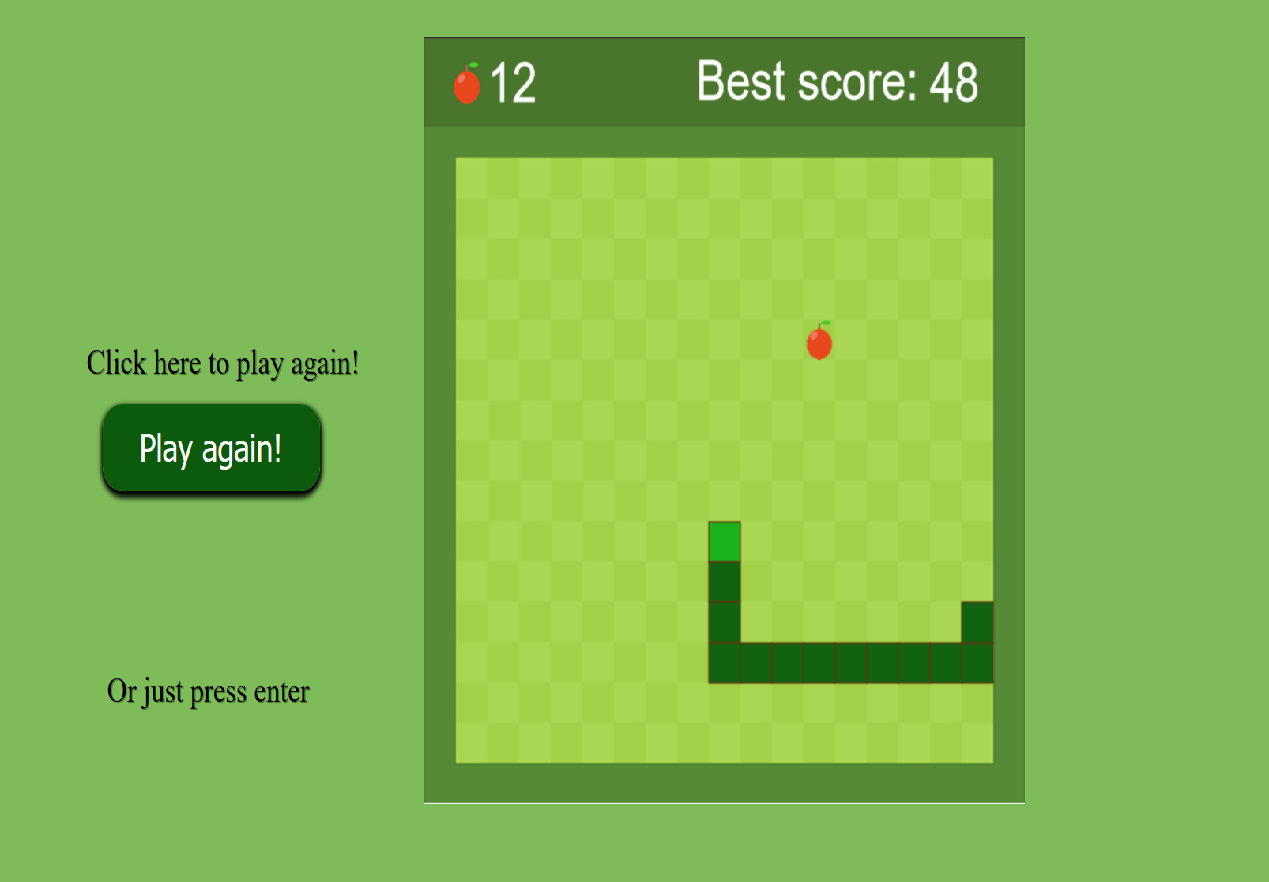 12 Best score: 48
Click here to play again!
Play again!
Or just press enter